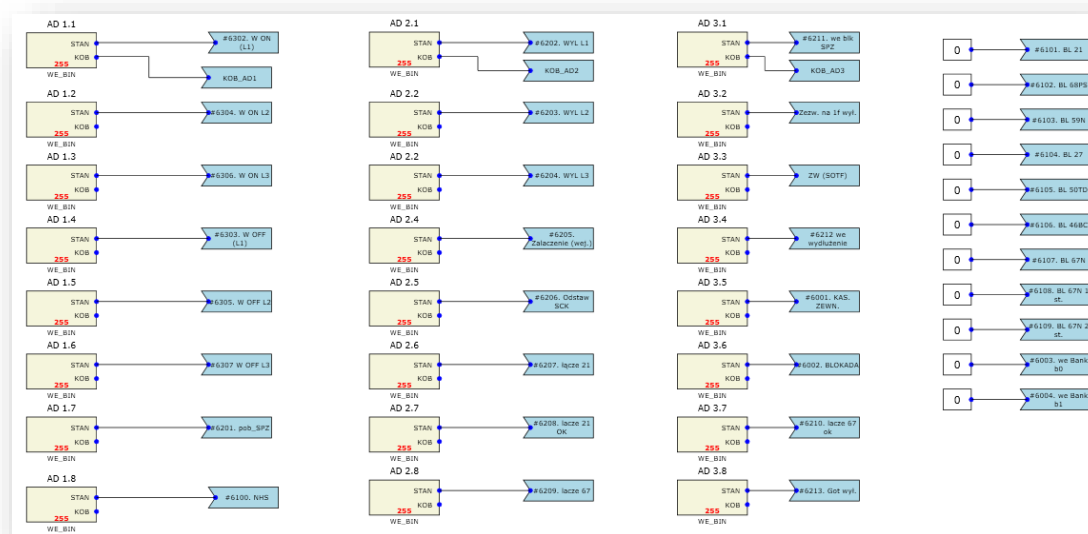 AD 1.1
STAN
KOB
255
WE_BIN
#6302. W ON
(L1)
KOB_AD1
AD 1.2
STAN
KOB
255
WE_BIN
#6304. W ON L2
AD 1.3
STAN
KOB
255
WE_BIN
#6306. W ON L3
AD 1.4
STAN
KOB
255
WE_BIN
#6303. W OFF
(L1)
AD 1.5
STAN
KOB
255
WE_BIN
#6305. W OFF L2
AD 1.6
STAN
KOB
255
WE_BIN
#6307 W OFF L3
AD 1.7
STAN
KOB
255
WE_BIN
#6201. pob_SPZ
AD 1.8
STAN
KOB
255
WE_BIN
#6100. NHS
AD 2.1
STAN
KOB
255
WE_BIN
#6202. WYL L1
KOB_AD2
AD 2.2
STAN
KOB
255
WE_BIN
#6203. WYL L2
AD 2.2
STAN
KOB
255
WE_BIN
#6204. WYL L3
AD 2.4
STAN
KOB
255
WE_BIN
#6205.
Zalaczenie (wej.)
AD 2.5
STAN
KOB
255
WE_BIN
#6206. Odstaw
SCK
AD 2.6
STAN
KOB
255
WE_BIN
#6207. łącze 21
AD 2.7
STAN
KOB
255
WE_BIN
#6208. lacze 21
OK
AD 2.8
STAN
KOB
255
WE_BIN
#6209. lacze 67
AD 3.1
STAN
KOB
255
WE_BIN
#6211. we blk
SPZ
KOB_AD3
AD 3.2
STAN
KOB
255
WE_BIN
Zezw. na 1f wył.
AD 3.3
STAN
KOB
255
WE_BIN
ZW (SOTF)
AD 3.4
STAN
KOB
255
WE_BIN
#6212 we
wydłużenie
AD 3.5
STAN
KOB
255
WE_BIN
#6001. KAS.
ZEWN.
AD 3.6
STAN
KOB
255
WE_BIN
#6002. BLOKADA
AD 3.7
STAN
KOB
255
WE_BIN
#6210. lacze 67
ok
AD 3.8
STAN
KOB
255
WE_BIN
#6213. Got wył.
0
#6101. BL 21
0
#6102. BL 68PS
0
#6103. BL 59N
0
#6104. BL 27
0
#6105. BL 50TD
0
#6106. BL 46BC
0
#6107. BL 67N
0
#6108. BL 67N 1
st.
0
#6109. BL 67N 2
st.
0
#6003. we Bank
b0
0
#6004. we Bank
b1